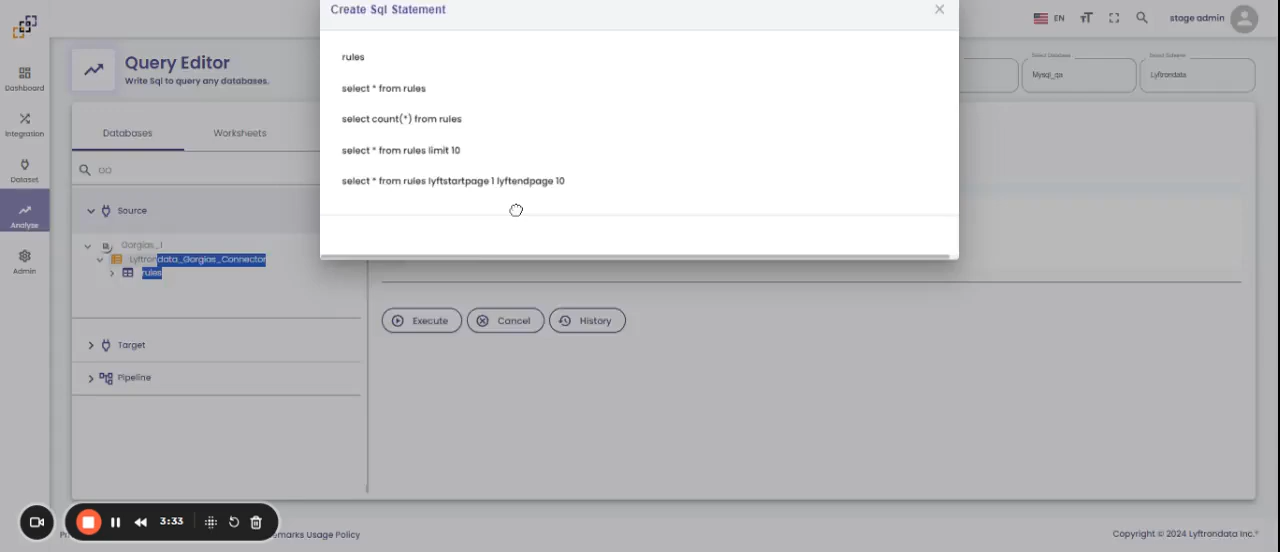 Create Sql Statement
EN
stage admin
Query Editor
Write Sql to query any databases.
Select Database
Mysql_qa
Select Schema
Lyftrondata
rules
select * from rules
select count(*) from rules
select * from rules limit 10
select * from rules lyftstartpage 1 lyftendpage 10
Dashboard
Integration
Dataset
Analyse
Admin
Databases
Worksheets
Source
Gorgias_1
Lyftrondata_Gorgias_Connector
rules
Execute
Cancel
History
Target
Pipeline
3:33
emarks Usage Policy
Copyright © 2024 Lyftrondata Inc.®